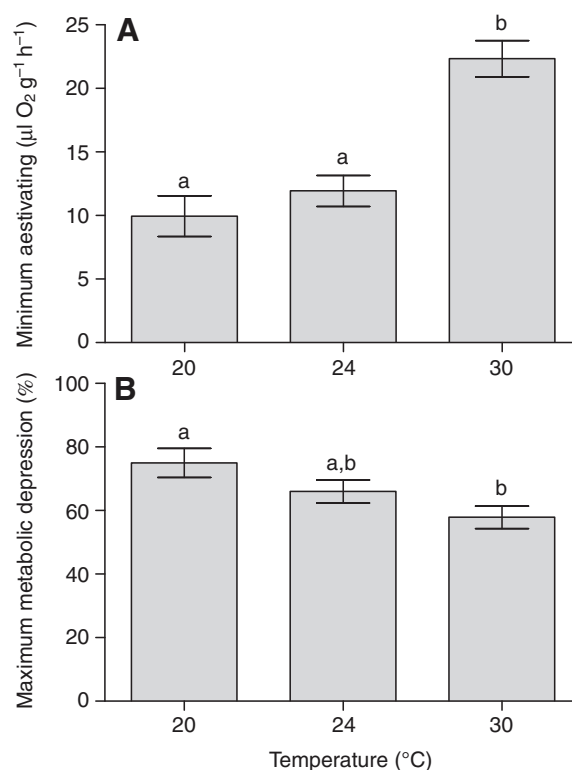 A
Minimum aestivating (μl O₂ g⁻¹ h⁻¹)
25
20
15
10
5
0
a
a
b
20 24 30
B
Maximum metabolic depression (%)
100
80
60
40
20
0
a
a,b
b
20 24 30
Temperature (°C)